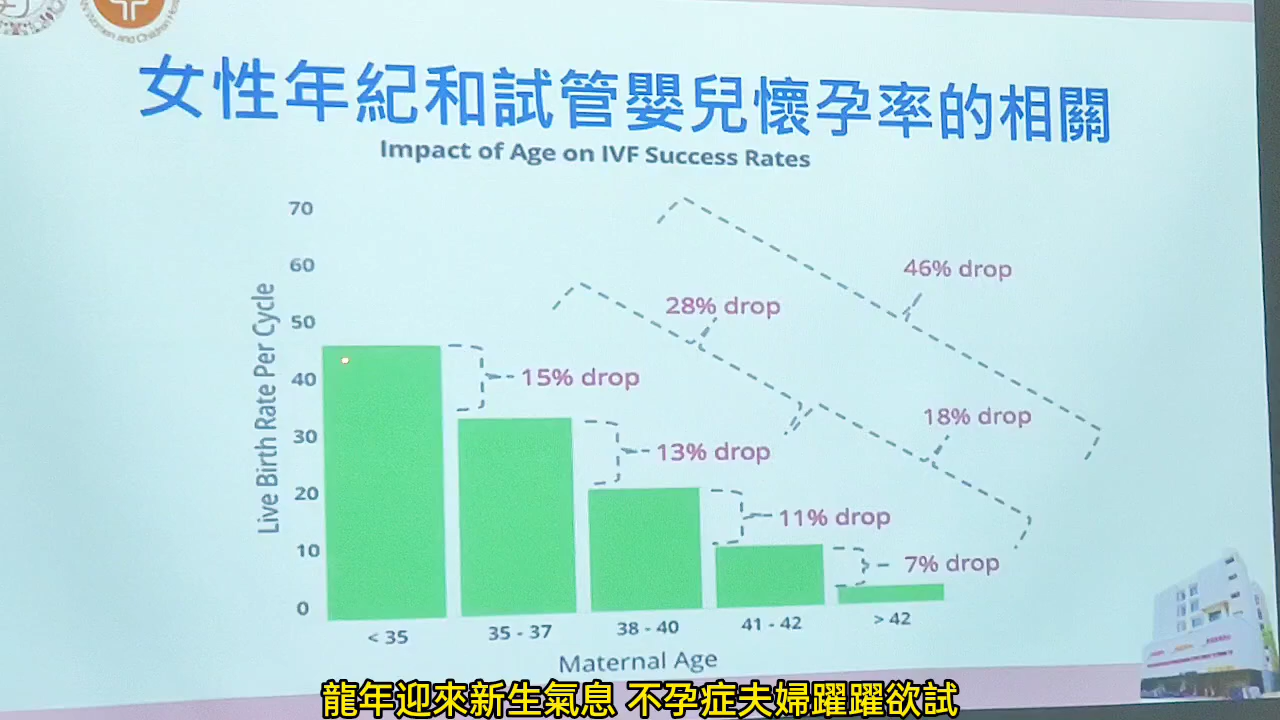 Women and Children Hos
女性年紀和試管嬰兒懷孕率的相關
Impact of Age on IVF Success Rates
70
60
50
40
30
20
10
0
Live Birth Rate Per Cycle
46% drop
28% drop
15% drop
18% drop
13% drop
11% drop
7% drop
< 35
35 - 37
38 - 40
41 - 42
> 42
Maternal Age
龍年迎來新生氣息 不孕症夫婦躍躍欲試